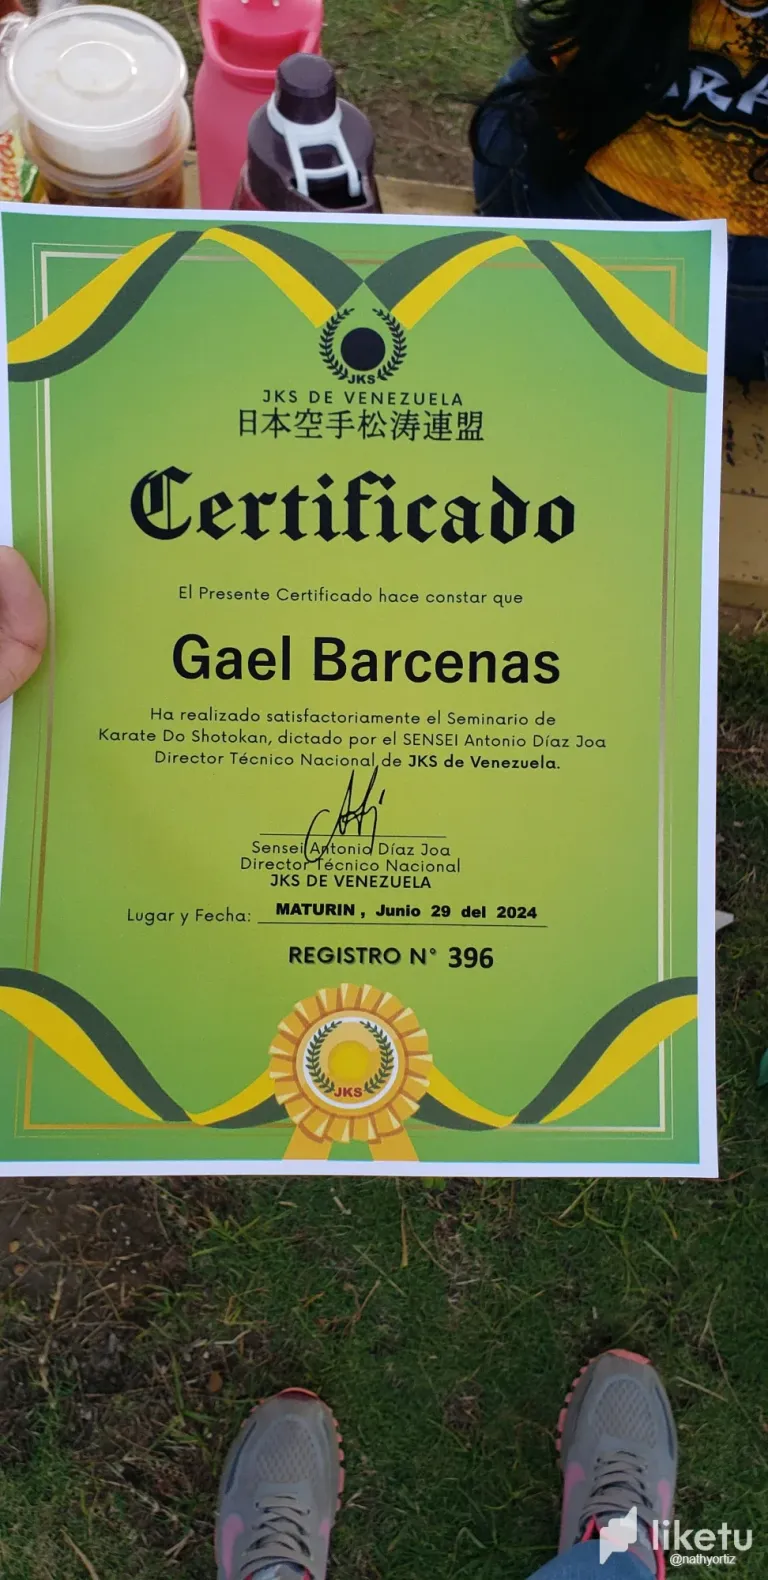 JKS
JKS DE VENEZUELA
日本空手松涛連盟
Certificado
El Presente Certificado hace constar que
Gael Barcenas
Ha realizado satisfactoriamente el Seminario de
Karate Do Shotokan, dictado por el SENSEI Antonio Díaz Joa
Director Técnico Nacional de JKS de Venezuela.
Sensei Antonio Díaz Joa
Director Técnico Nacional
JKS DE VENEZUELA
Lugar y Fecha: MATURIN , Junio 29 del 2024
REGISTRO N° 396
JKS
liketu
@nathyortiz